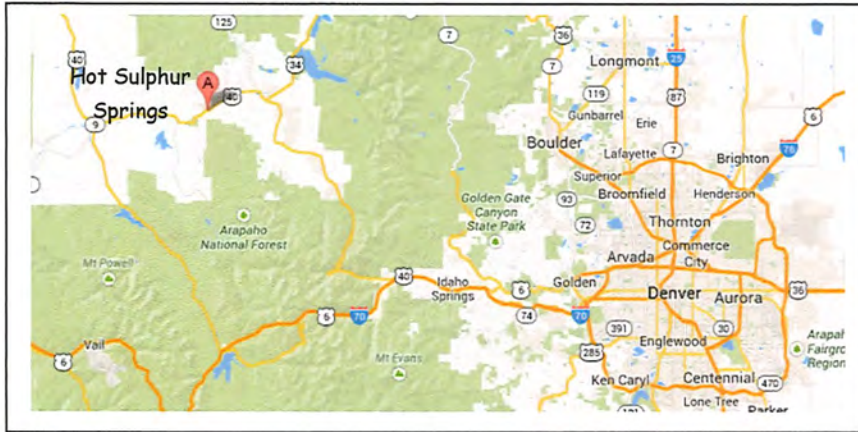 125
40
34
7
36
25
Hot Sulphur
Springs
A
40
9
7
Longmont
119
87
Gunbarrel
Erie
6
Boulder
Lafayette
7
76
Superior
Brighton
93
Broomfield
Henderson
Golden Gate
Canyon
State Park
72
Thornton
Arapaho
National Forest
Commerce
City
Arvada
Mt Powell
40
Idaho
Springs
6
Golden
Denver
Aurora
36
6
70
74
70
391
30
Vail
6
Englewood
Arapah
Fairgro
Region
285
Mt Evans
Ken Caryl
Centennial
470
Lone Tree
121
Parker